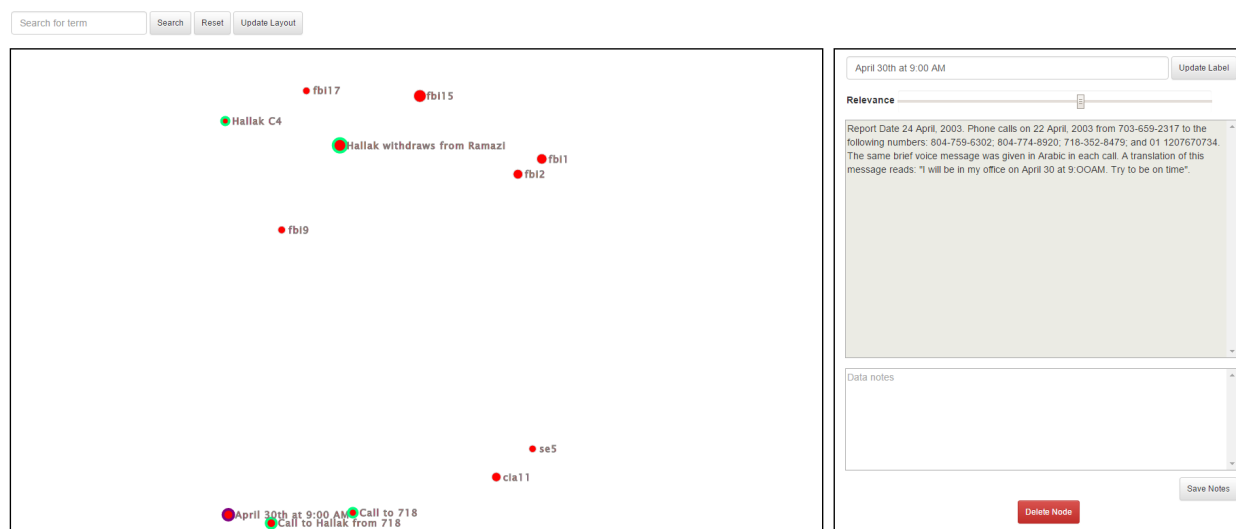 Search for term
Search
Reset
Update Layout
fbi17
fbi15
Hallak C4
Hallak withdraws from Ramazi
fbi1
fbi2
fbi9
se5
cia11
April 30th at 9:00 AM
Call to 718
Call to Hallak from 718
April 30th at 9:00 AM
Update Label
Relevance
Report Date 24 April, 2003. Phone calls on 22 April, 2003 from 703-659-2317 to the
following numbers: 804-759-6302; 804-774-8920; 718-352-8479; and 01 1207670734.
The same brief voice message was given in Arabic in each call. A translation of this
message reads: "I will be in my office on April 30 at 9:OOAM. Try to be on time".
Data notes
Save Notes
Delete Node